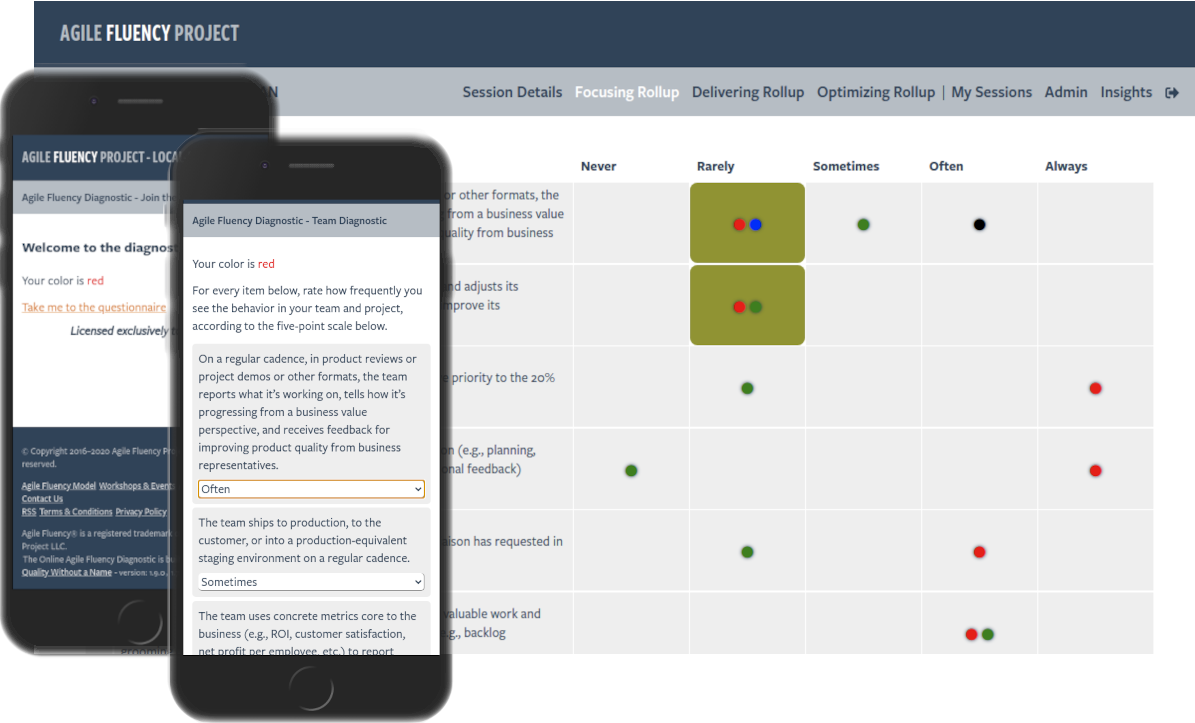 AGILE FLUENCY PROJECT
Session Details Focusing Rollup Delivering Rollup Optimizing Rollup | My Sessions Admin Insights
Never Rarely Sometimes Often Always
or other formats, the
from a business value
quality from business
and adjusts its
improve its
priority to the 20%
(e.g., planning,
feedback)
has requested in
valuable work and
backlog
AGILE FLUENCY PROJECT -
Agile Fluency Diagnostic - Join the
Welcome to the
Your color is red
Take me to the questionnaire
Licensed exclusively
© Copyright 2016-2020 Agile Fluency
reserved.
Agile Fluency Model Workshops &
Contact Us
RSS Terms & Conditions Privacy Policy
Agile Fluency® is a registered trademark
Project LLC.
The Online Agile Fluency Diagnostic is
Quality Without a Name - version: 1.9.0
Agile Fluency Diagnostic - Team Diagnostic
Your color is red
For every item below, rate how frequently you
see the behavior in your team and project,
according to the five-point scale below.
On a regular cadence, in product reviews or
project demos or other formats, the team
reports what it's working on, tells how it's
progressing from a business value
perspective, and receives feedback for
improving product quality from business
representatives.
Often
The team ships to production, to the
customer, or into a production-equivalent
staging environment on a regular cadence.
Sometimes
The team uses concrete metrics core to the
business (e.g., ROI, customer satisfaction,
net profit per employee, etc.) to report